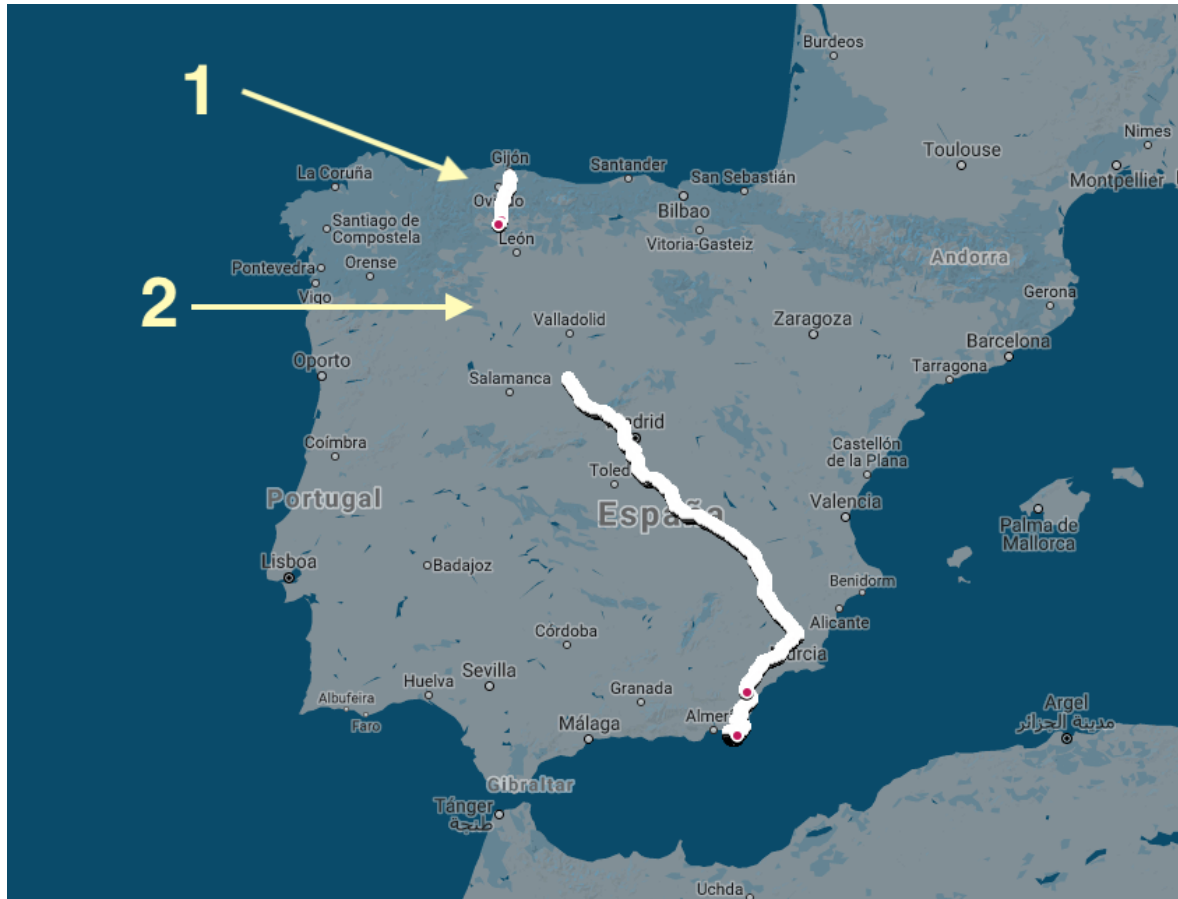 Burdeos
1
Nimes
Toulouse
Gijón
Santander
San Sebastián
Montpellier
La Coruña
Bilbao
Santiago de
Compostela
León
Vitoria-Gasteiz
Andorra
Pontevedra
Orense
Gerona
2
Vigo
Valladolid
Zaragoza
Barcelona
Oporto
Tarragona
Salamanca
Coímbra
Castellón
de la Plana
Portugal
España
Valencia
Palma de
Mallorca
Lisboa
Badajoz
Benidorm
Alicante
Córdoba
Sevilla
Huelva
Granada
Albufeira
Faro
Málaga
Argel
مدينة الجزائر
Gibraltar
Tánger
طنجة
Uchda